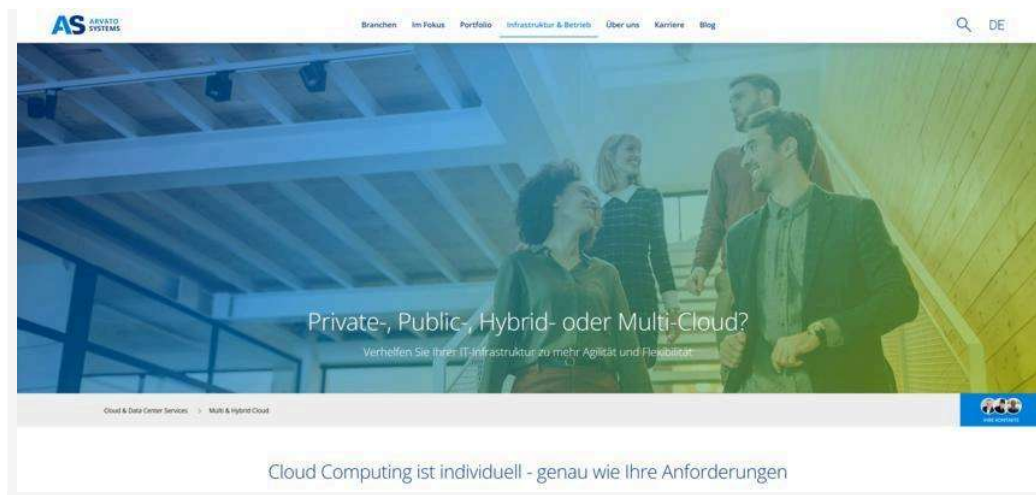 AS ARVATO
SYSTEMS
Branchen Im Fokus Portfolio Infrastruktur & Betrieb Über uns Karriere Blog
DE
Private-, Public-, Hybrid- oder Multi-Cloud?
Verhelfen Sie Ihrer IT-Infrastruktur zu mehr Agilität und Flexibilität
Cloud & Data Center Services > Multi & Hybrid Cloud
IHRE KONTAKTE
Cloud Computing ist individuell - genau wie Ihre Anforderungen